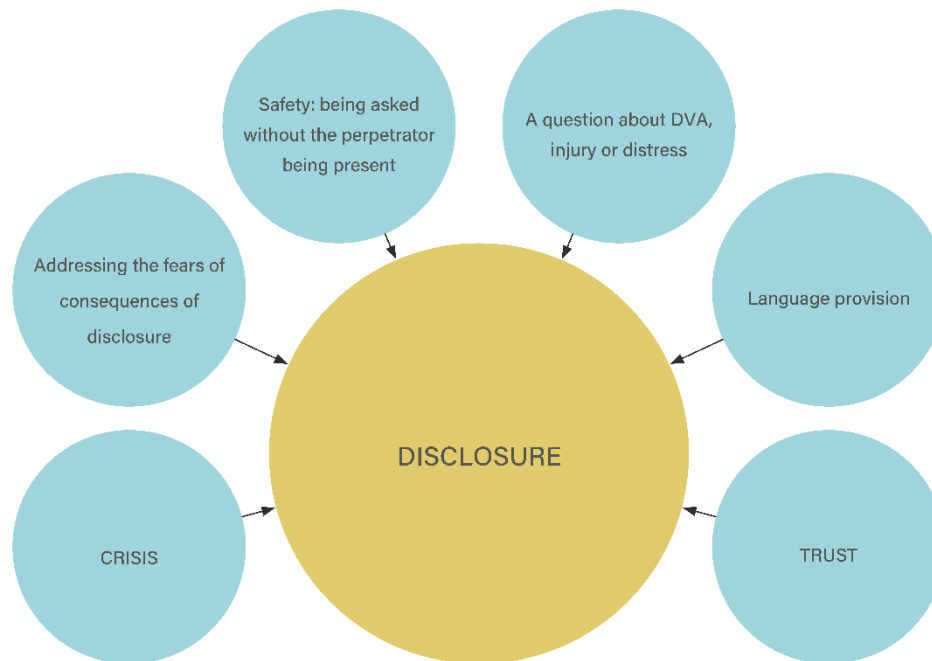 Safety: being asked
without the perpetrator
being present
A question about DVA,
injury or distress
Addressing the fears of
consequences of
disclosure
Language provision
DISCLOSURE
CRISIS
TRUST